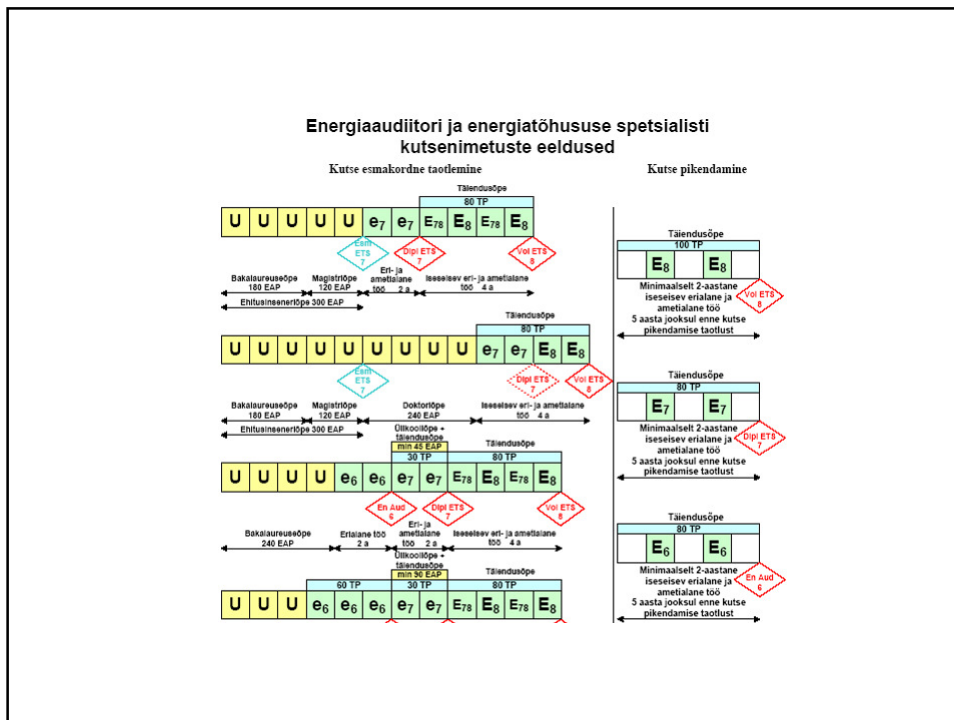 Energiaaudiitori ja energiatõhususe spetsialisti
kutsenimetuste eeldused
Kutse esmakordne taotlemine
Täiendusõpe
80 TP
U U U U U e7 e7 E78 E8 E78 E8
Esm ETS 7
Dipl ETS 7
Vol ETS 8
Bakalaureuseõpe 180 EAP
Magistriõpe 120 EAP
Eri- ja ametialane töö 2 a
Iseseisev eri- ja ametialane töö 4 a
Ehitusinseneriõpe 300 EAP
Täiendusõpe
80 TP
U U U U U U U U U e7 e7 E8 E8
Esm ETS 7
Dipl ETS 7
Vol ETS 8
Bakalaureuseõpe 180 EAP
Magistriõpe 120 EAP
Doktoriõpe 240 EAP
Iseseisev eri- ja ametialane töö 4 a
Ehitusinseneriõpe 300 EAP
Ülikooliõpe + täiendusõpe
min 45 EAP
30 TP
Täiendusõpe
80 TP
U U U U e6 e6 e7 e7 E78 E8 E78 E8
En Aud 6
Dipl ETS 7
Vol ETS 8
Bakalaureuseõpe 240 EAP
Erialane töö 2 a
Eri- ja ametialane töö 2 a
Iseseisev eri- ja ametialane töö 4 a
Ülikooliõpe + täiendusõpe
min 90 EAP
60 TP
30 TP
Täiendusõpe
80 TP
U U U e6 e6 e6 e7 e7 E78 E8 E78 E8
Kutse pikendamine
Täiendusõpe
100 TP
E8 E8
Vol ETS 8
Minimaalselt 2-aastane
iseseisev erialane ja
ametialane töö
5 aasta jooksul enne kutse
pikendamise taotlust
Täiendusõpe
80 TP
E7 E7
Dipl ETS 7
Minimaalselt 2-aastane
iseseisev erialane ja
ametialane töö
5 aasta jooksul enne kutse
pikendamise taotlust
Täiendusõpe
80 TP
E6 E6
En Aud 6
Minimaalselt 2-aastane
iseseisev erialane ja
ametialane töö
5 aasta jooksul enne kutse
pikendamise taotlust